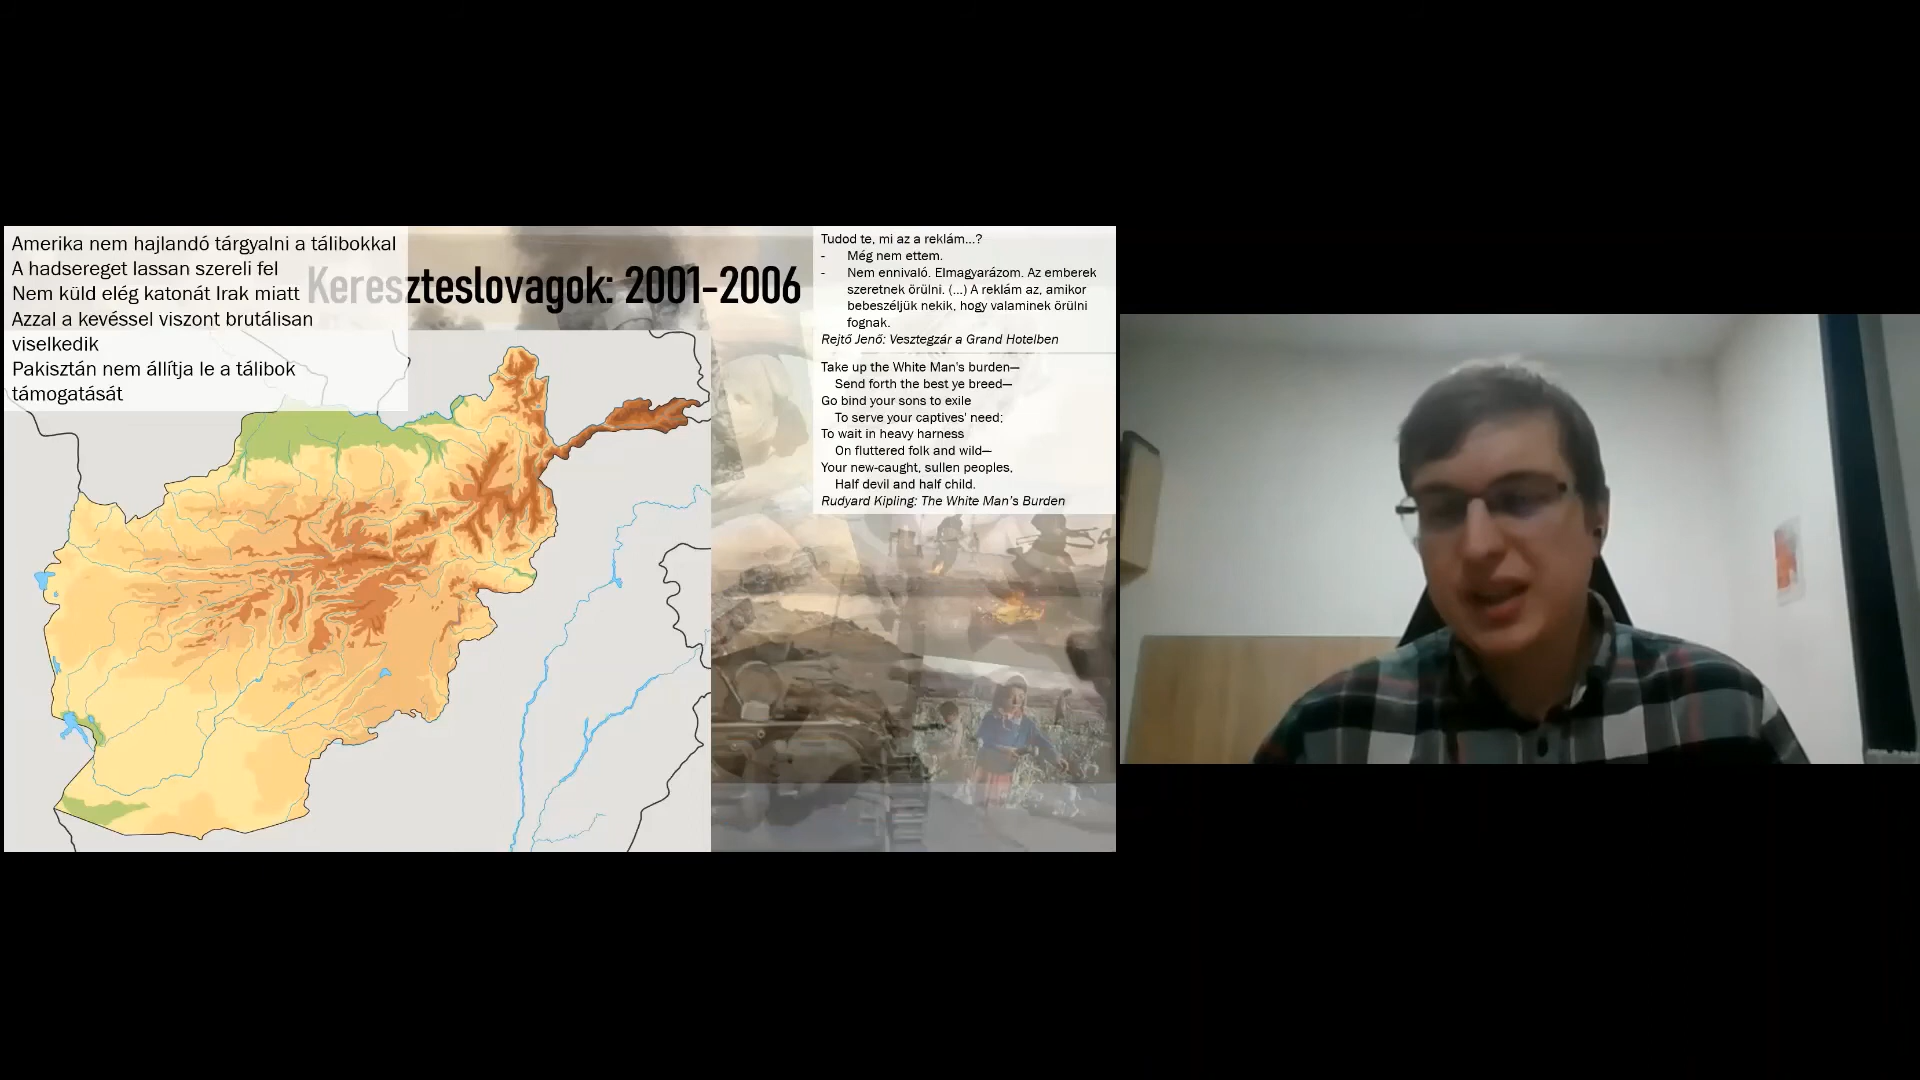 Amerika nem hajlandó tárgyalni a tálibokkal
A hadsereget lassan szereli fel
Nem küld elég katonát Irak miatt
Azzal a kevéssel viszont brutálisan
viselkedik
Pakisztán nem állítja le a tálibok
támogatását
Kereszteslovagok: 2001-2006
Tudod te, mi az a reklám...?
- Még nem ettem.
- Nem ennivaló. Elmagyarázom. Az emberek
szeretnek örülni. (...) A reklám az, amikor
bebeszéljük nekik, hogy valaminek örülni
fognak.
Rejtő Jenő: Vesztegzár a Grand Hotelben
Take up the White Man's burden—
Send forth the best ye breed—
Go bind your sons to exile
To serve your captives' need;
To wait in heavy harness
On fluttered folk and wild—
Your new-caught, sullen peoples,
Half devil and half child.
Rudyard Kipling: The White Man's Burden